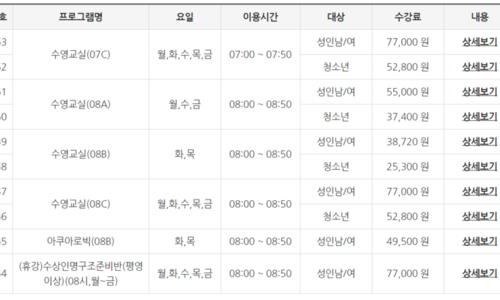 호 프로그램명 요일 이용시간 대상 수강료 내용
53 수영교실(07C) 월,화,수,목,금 07:00 ~ 07:50 성인남/여 77,000 원 상세보기
52 청소년 52,800 원 상세보기
51 수영교실(08A) 월,수,금 08:00 ~ 08:50 성인남/여 55,000 원 상세보기
50 청소년 37,400 원 상세보기
49 수영교실(08B) 화,목 08:00 ~ 08:50 성인남/여 38,720 원 상세보기
48 청소년 25,300 원 상세보기
47 수영교실(08C) 월,화,수,목,금 08:00 ~ 08:50 성인남/여 77,000 원 상세보기
46 청소년 52,800 원 상세보기
45 아쿠아로빅(08B) 화,목 08:00 ~ 08:50 성인남/여 49,500 원 상세보기
44 (휴강)수상인명구조준비반(평영 월,화,수,목,금 08:00 ~ 08:50 성인남/여 77,000 원 상세보기
이상)(08시,월~금)